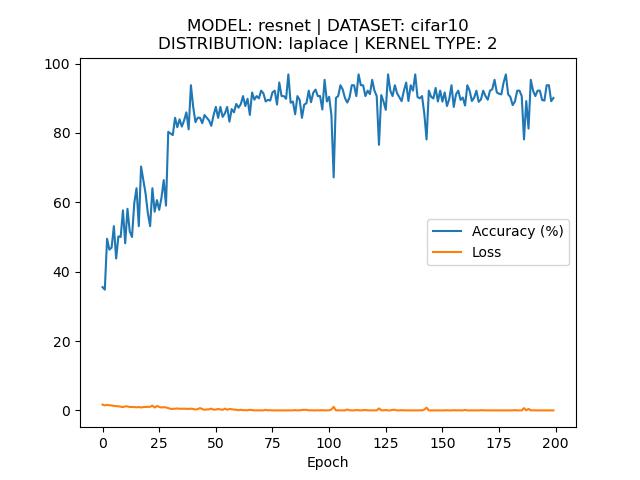 MODEL: resnet | DATASET: cifar10
DISTRIBUTION: laplace | KERNEL TYPE: 2
100
80
60
40
20
0
Accuracy (%)
Loss
0 25 50 75 100 125 150 175 200
Epoch